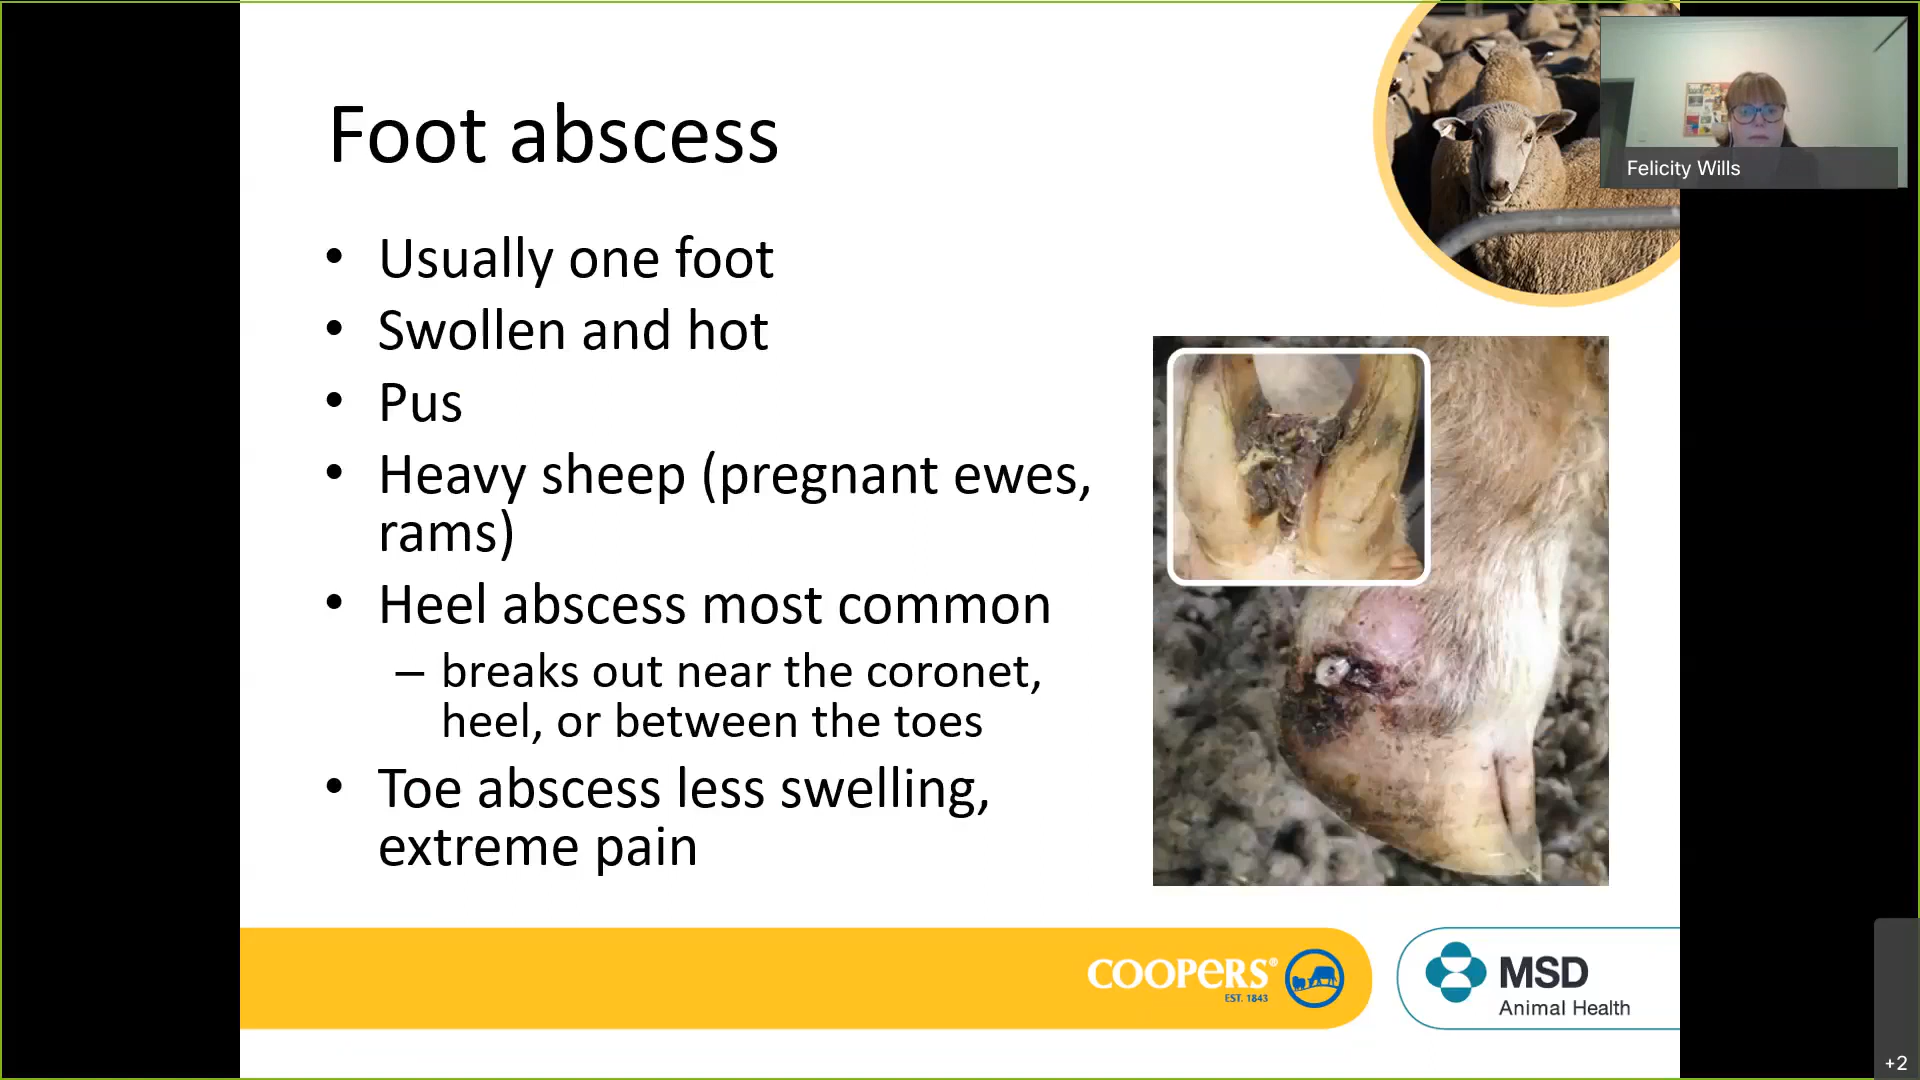 Foot abscess
• Usually one foot
• Swollen and hot
• Pus
• Heavy sheep (pregnant ewes,
rams)
• Heel abscess most common
– breaks out near the coronet,
heel, or between the toes
• Toe abscess less swelling,
extreme pain
Felicity Wills
COOPERS®
EST. 1843
MSD
Animal Health
+2